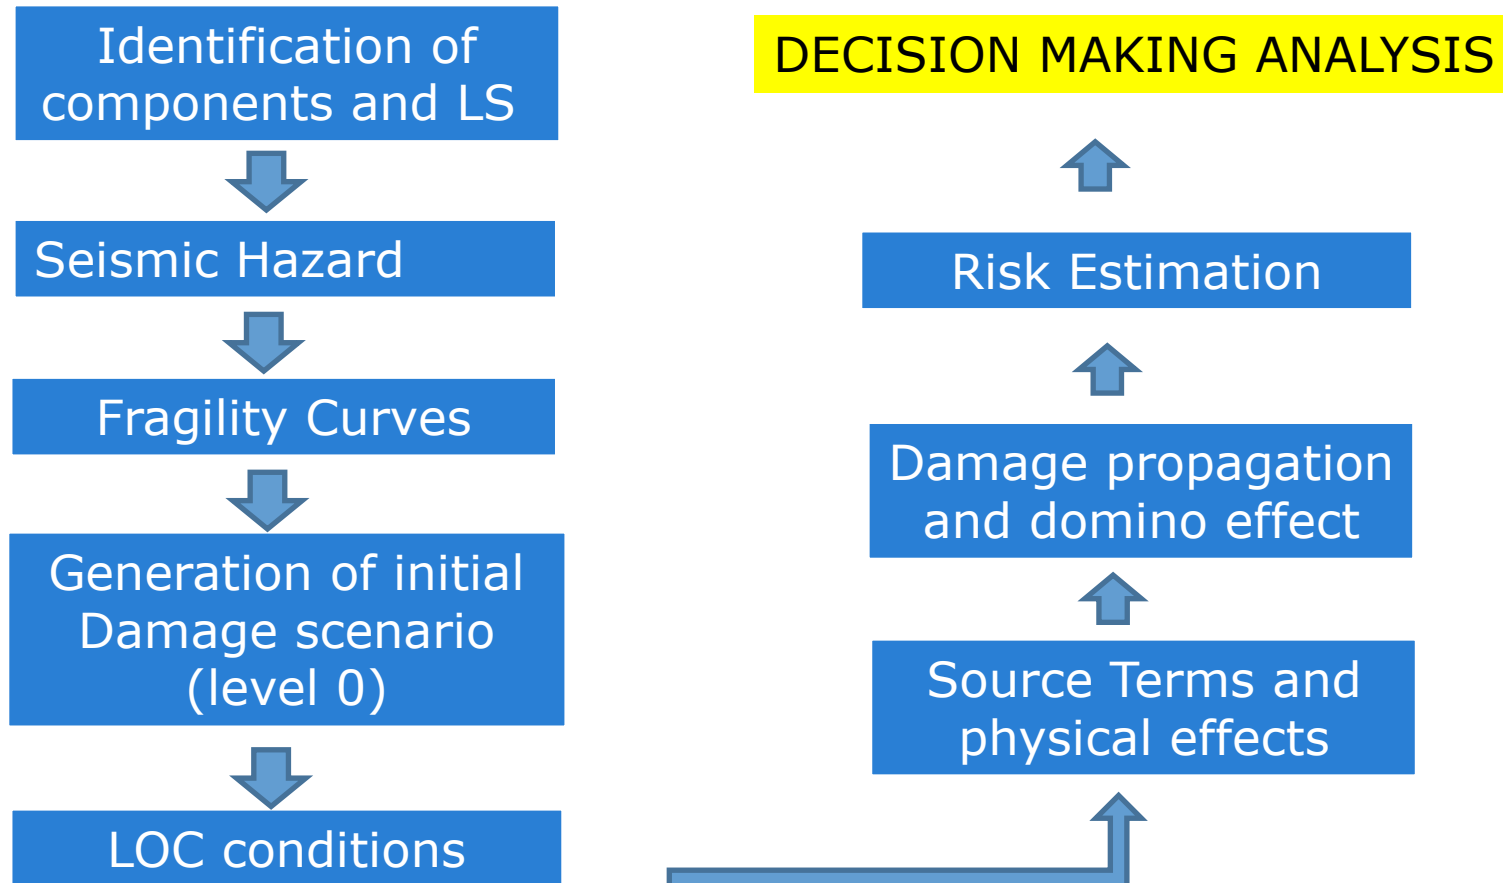 Identification of
components and LS
Seismic Hazard
Fragility Curves
Generation of initial
Damage scenario
(level 0)
LOC conditions
DECISION MAKING ANALYSIS
Risk Estimation
Damage propagation
and domino effect
Source Terms and
physical effects